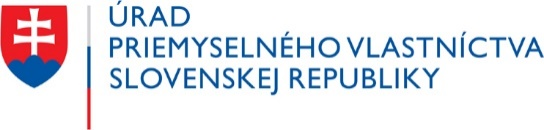 ÚRAD
PRIEMYSELNÉHO VLASTNÍCTVA
SLOVENSKEJ REPUBLIKY